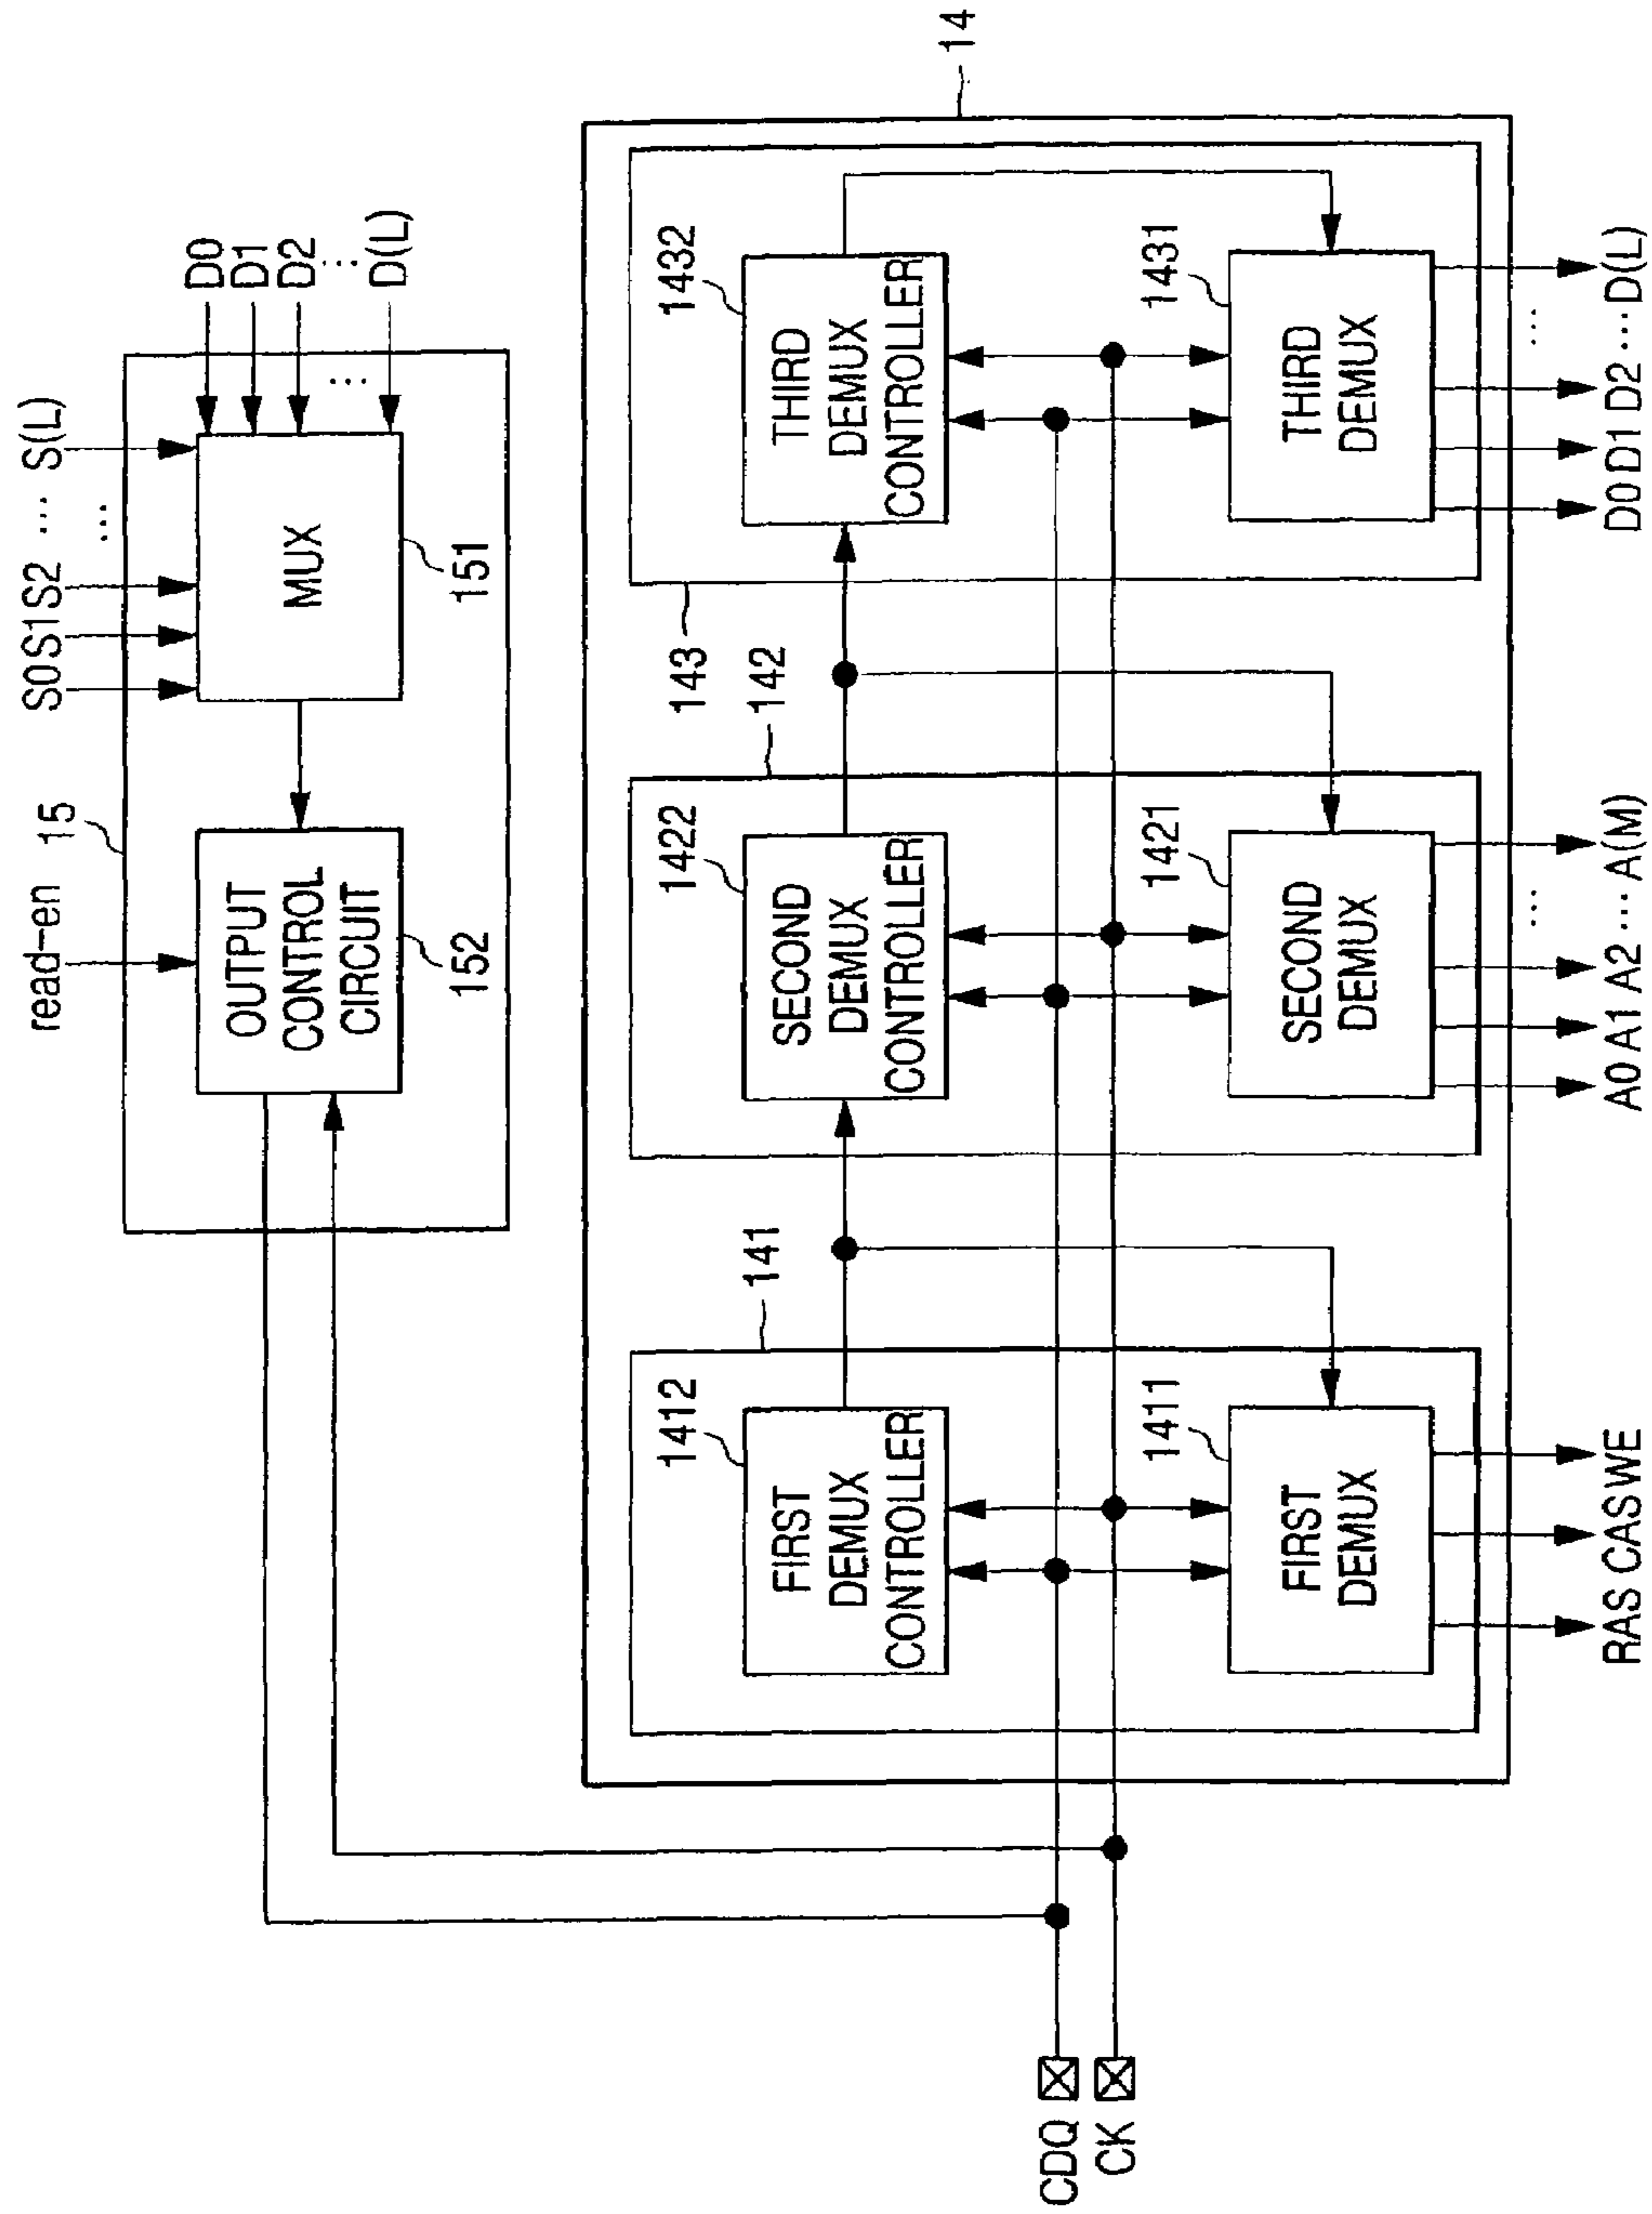 read-en
15
S0 S1 S2 ... S(L)
...
OUTPUT
CONTROL
CIRCUIT
152
MUX
151
D0
D1
D2
...
D(L)
...
14
141
1412
FIRST
DEMUX
CONTROLLER
142
1422
SECOND
DEMUX
CONTROLLER
143
1432
THIRD
DEMUX
CONTROLLER
CDQ
CK
1411
FIRST
DEMUX
1421
SECOND
DEMUX
1431
THIRD
DEMUX
...
...
RAS CAS WE
A0 A1 A2 ... A(M)
D0 D1 D2 ... D(L)